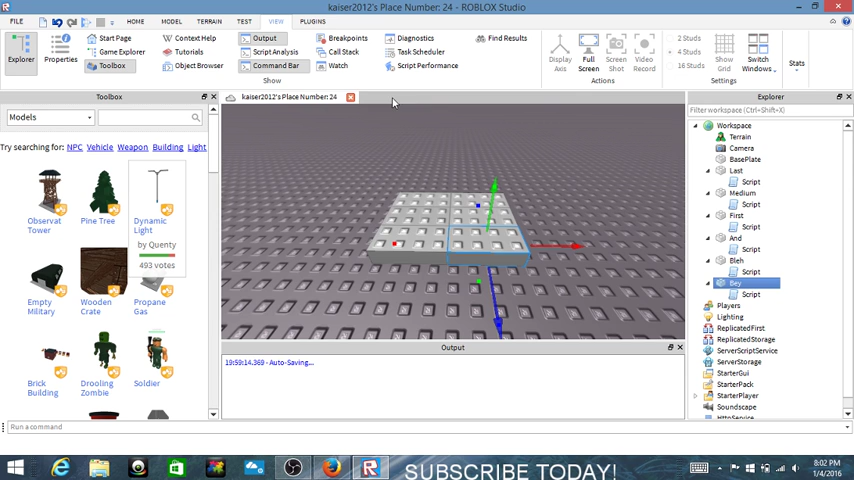 kaiser2012's Place Number: 24 - ROBLOX Studio
FILE HOME MODEL TERRAIN TEST VIEW PLUGINS
Explorer
Properties
Start Page
Game Explorer
Toolbox
Context Help
Tutorials
Object Browser
Output
Script Analysis
Command Bar
Breakpoints
Call Stack
Watch
Diagnostics
Task Scheduler
Script Performance
Find Results
Show
Display
Axis
Full
Screen
Screen
Shot
Video
Record
Actions
2 Studs
4 Studs
16 Studs
Show
Grid
Switch
Windows
Settings
Stats
Toolbox
Models
Try searching for: NPC Vehicle Weapon Building Light
Observat
Tower
Pine Tree
Dynamic
Light
by Quenty
493 votes
Empty
Military
Wooden
Crate
Propane
Gas
Brick
Building
Drooling
Zombie
Soldier
kaiser2012's Place Number: 24
Output
19:59:14.369 - Auto-Saving...
Explorer
Filter workspace (Ctrl+Shift+X)
Workspace
Terrain
Camera
BasePlate
Last
Script
Medium
Script
First
Script
And
Script
Bleh
Script
Bey
Script
Players
Lighting
ReplicatedFirst
ReplicatedStorage
ServerScriptService
ServerStorage
StarterGui
StarterPack
StarterPlayer
Soundscape
HttpService
Run a command
SUBSCRIBE TODAY!
8:02 PM
1/4/2016